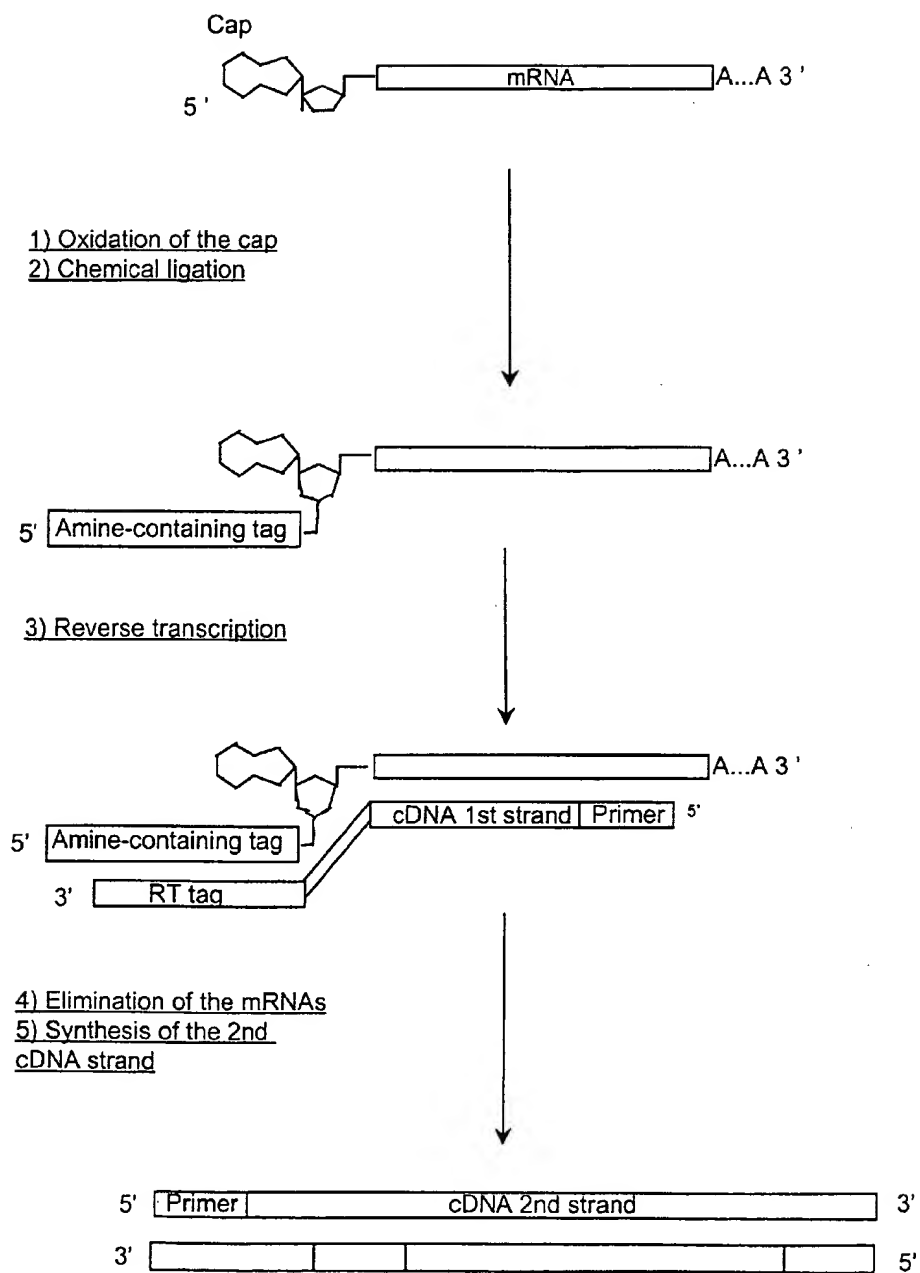 Cap
5 '
mRNA
A...A 3 '
1) Oxidation of the cap
2) Chemical ligation
A...A 3 '
5' Amine-containing tag
3) Reverse transcription
A...A 3 '
cDNA 1st strand Primer 5'
5' Amine-containing tag
3' RT tag
4) Elimination of the mRNAs
5) Synthesis of the 2nd
cDNA strand
5' Primer cDNA 2nd strand 3'
3' 5'